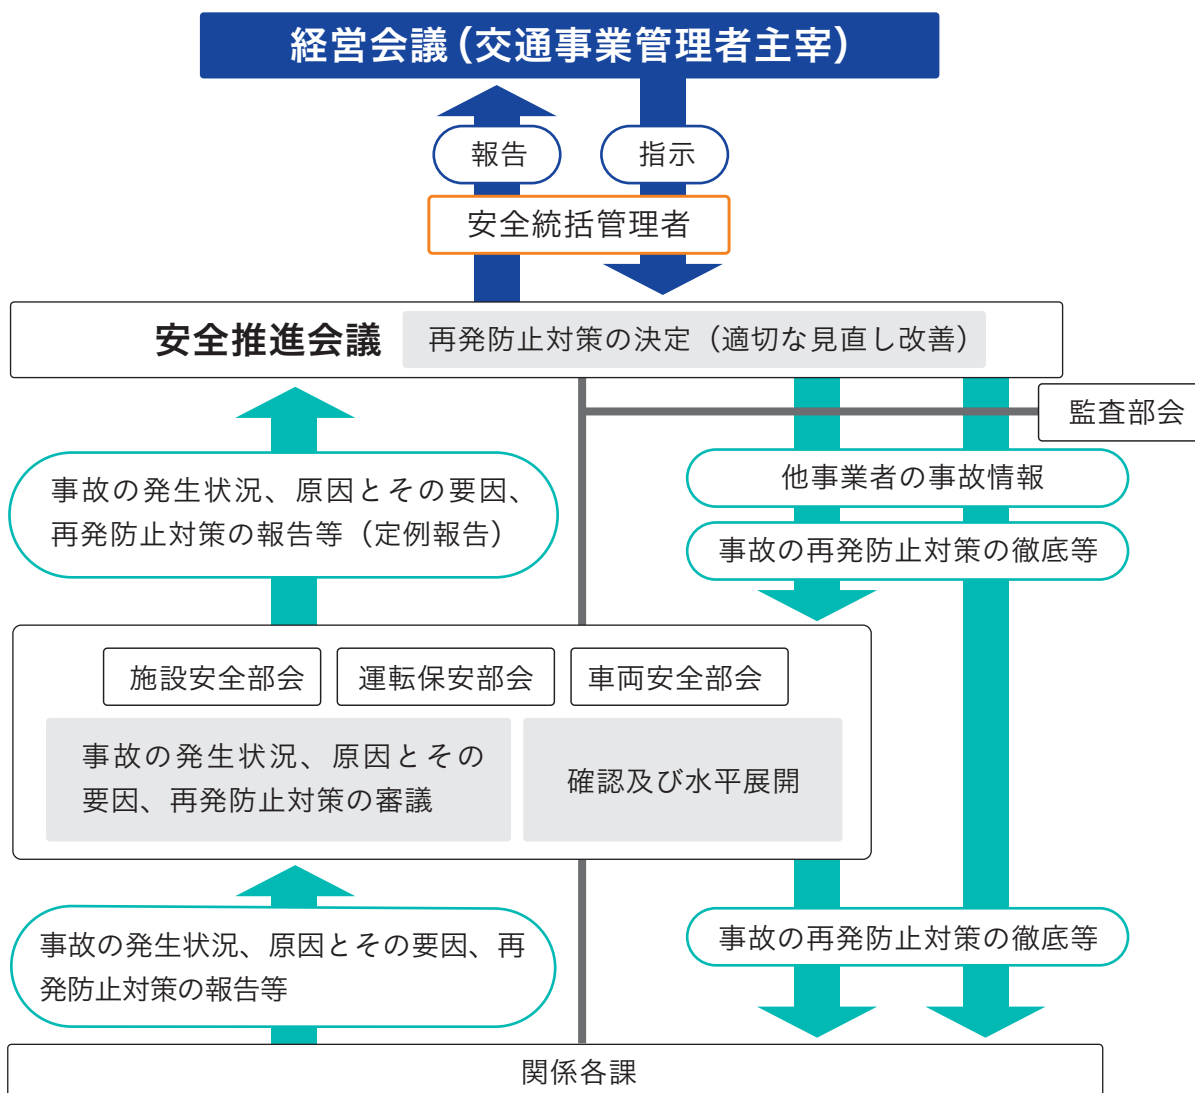 経営会議（交通事業管理者主宰）
報告
指示
安全統括管理者
安全推進会議
再発防止対策の決定（適切な見直し改善）
監査部会
事故の発生状況、原因とその要因、
再発防止対策の報告等（定例報告）
他事業者の事故情報
事故の再発防止対策の徹底等
施設安全部会
運転保安部会
車両安全部会
事故の発生状況、原因とその
要因、再発防止対策の審議
確認及び水平展開
事故の発生状況、原因とその要因、再
発防止対策の報告等
事故の再発防止対策の徹底等
関係各課